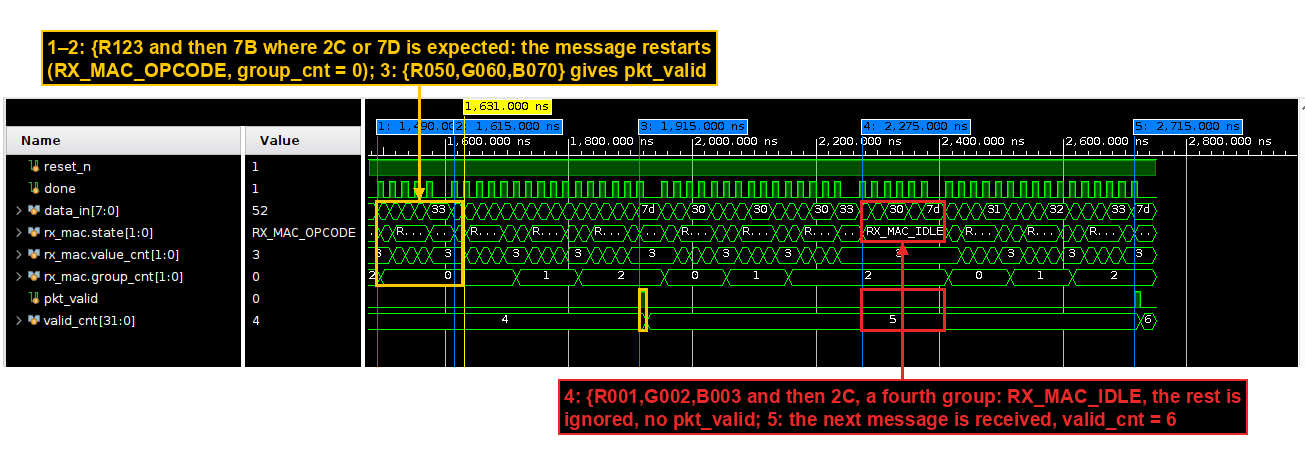 1–2: {R123 and then 7B where 2C or 7D is expected: the message restarts
(RX_MAC_OPCODE, group_cnt = 0); 3: {R050,G060,B070} gives pkt_valid
1,631.000 ns
1: 1,490.00 2: 1,615.000 ns 3: 1,915.000 ns 4: 2,275.000 ns 5: 2,715.000 ns
Name Value 1,600.000 ns 1,800.000 ns 2,000.000 ns 2,200.000 ns 2,400.000 ns 2,600.000 ns 2,800.000 ns
reset_n 1
done 1
data_in[7:0] 52 33 7d 30 30 30 33 30 7d 31 32 33 7d
rx_mac.state[1:0] RX_MAC_OPCODE R... R... R... R... R... R... R... RX_MAC_IDLE R... R... R...
rx_mac.value_cnt[1:0] 3 3 3 3 3 3 3 3 3 3 3 3 3 3
rx_mac.group_cnt[1:0] 0 2 0 1 2 0 1 2 0 1 2
pkt_valid 0
valid_cnt[31:0] 4 4 5 6
4: {R001,G002,B003 and then 2C, a fourth group: RX_MAC_IDLE, the rest is
ignored, no pkt_valid; 5: the next message is received, valid_cnt = 6